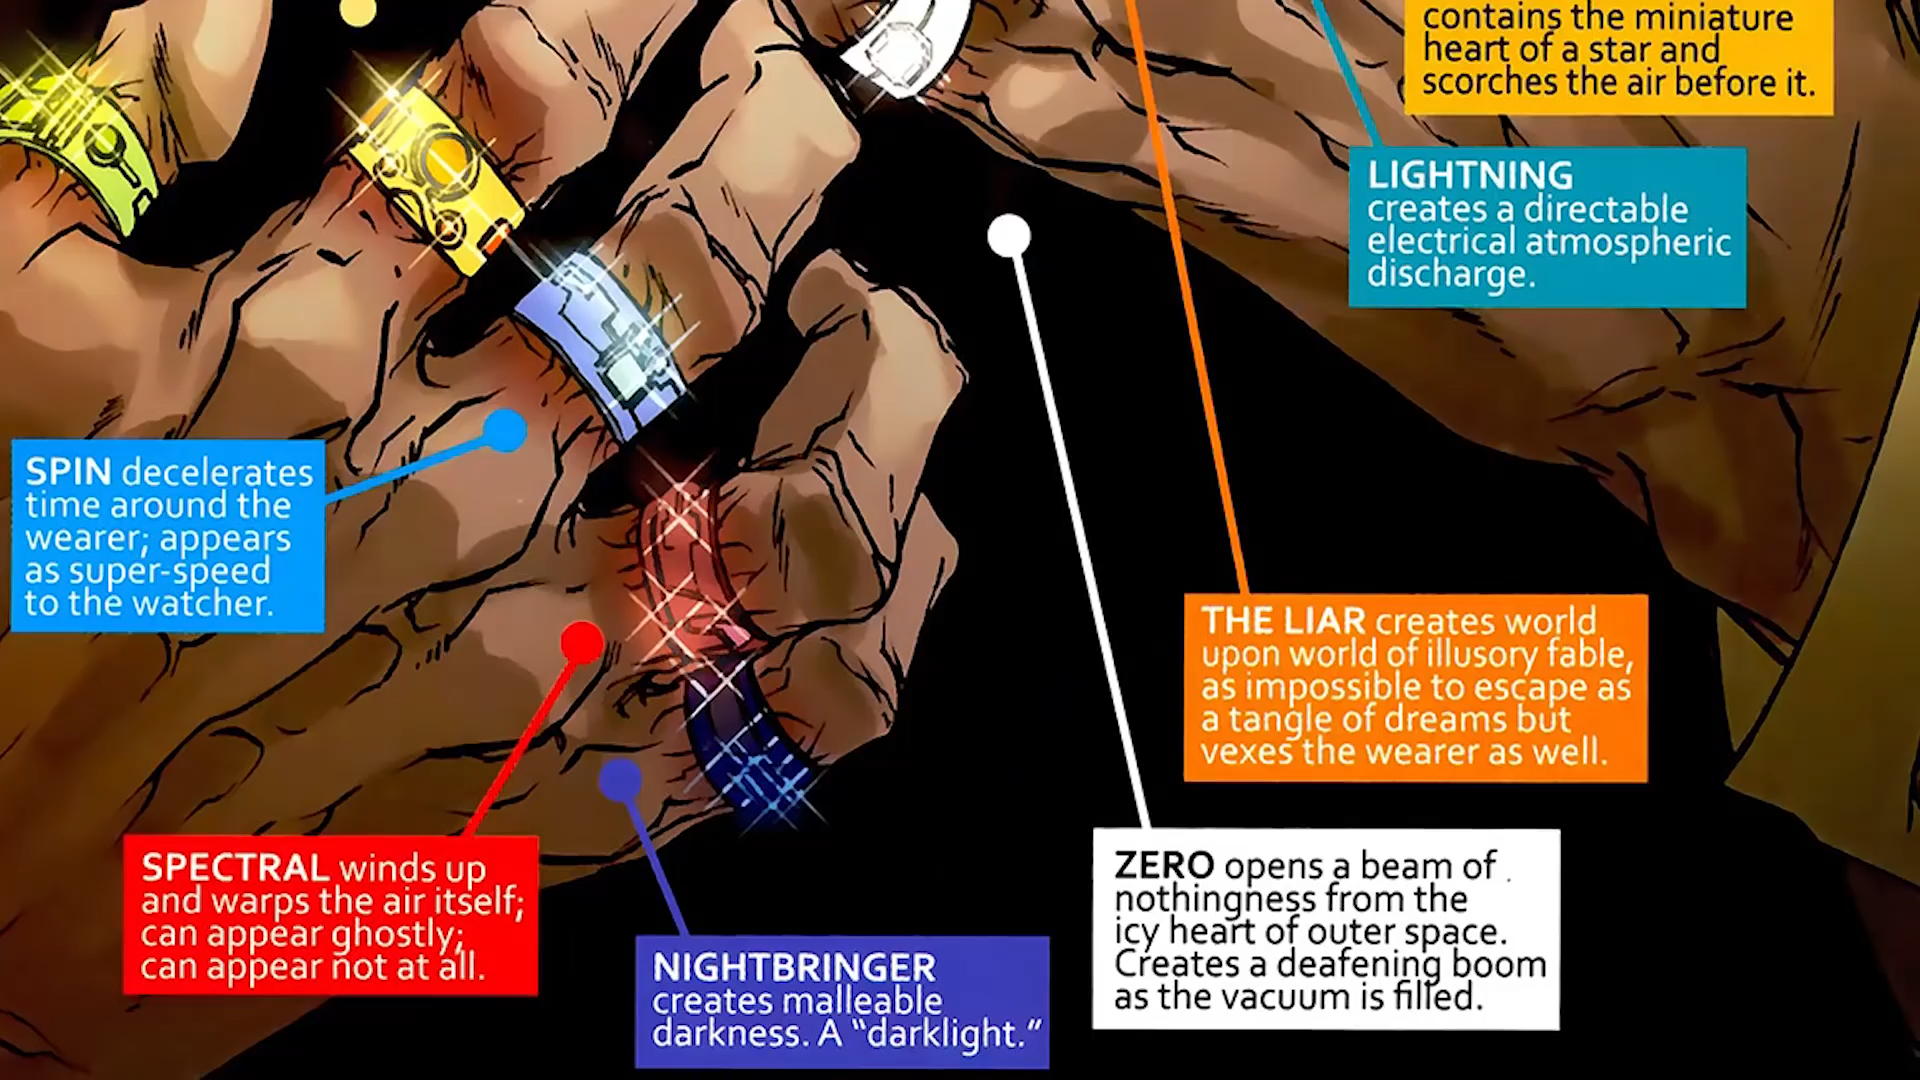 contains the miniature
heart of a star and
scorches the air before it.
LIGHTNING
creates a directable
electrical atmospheric
discharge.
SPIN decelerates
time around the
wearer; appears
as super-speed
to the watcher.
THE LIAR creates world
upon world of illusory fable,
as impossible to escape as
a tangle of dreams but
vexes the wearer as well.
SPECTRAL winds up
and warps the air itself;
can appear ghostly;
can appear not at all.
NIGHTBRINGER
creates malleable
darkness. A “darklight.”
ZERO opens a beam of
nothingness from the
icy heart of outer space.
Creates a deafening boom
as the vacuum is filled.